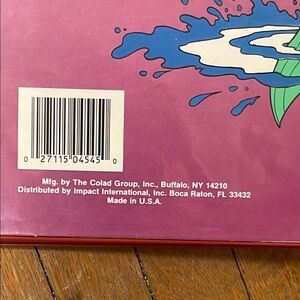 0 27115 04545 0
Mfg. by The Colad Group, Inc., Buffalo, NY 14210
Distributed by Impact International, Inc. Boca Raton, FL 33432
Made in U.S.A.